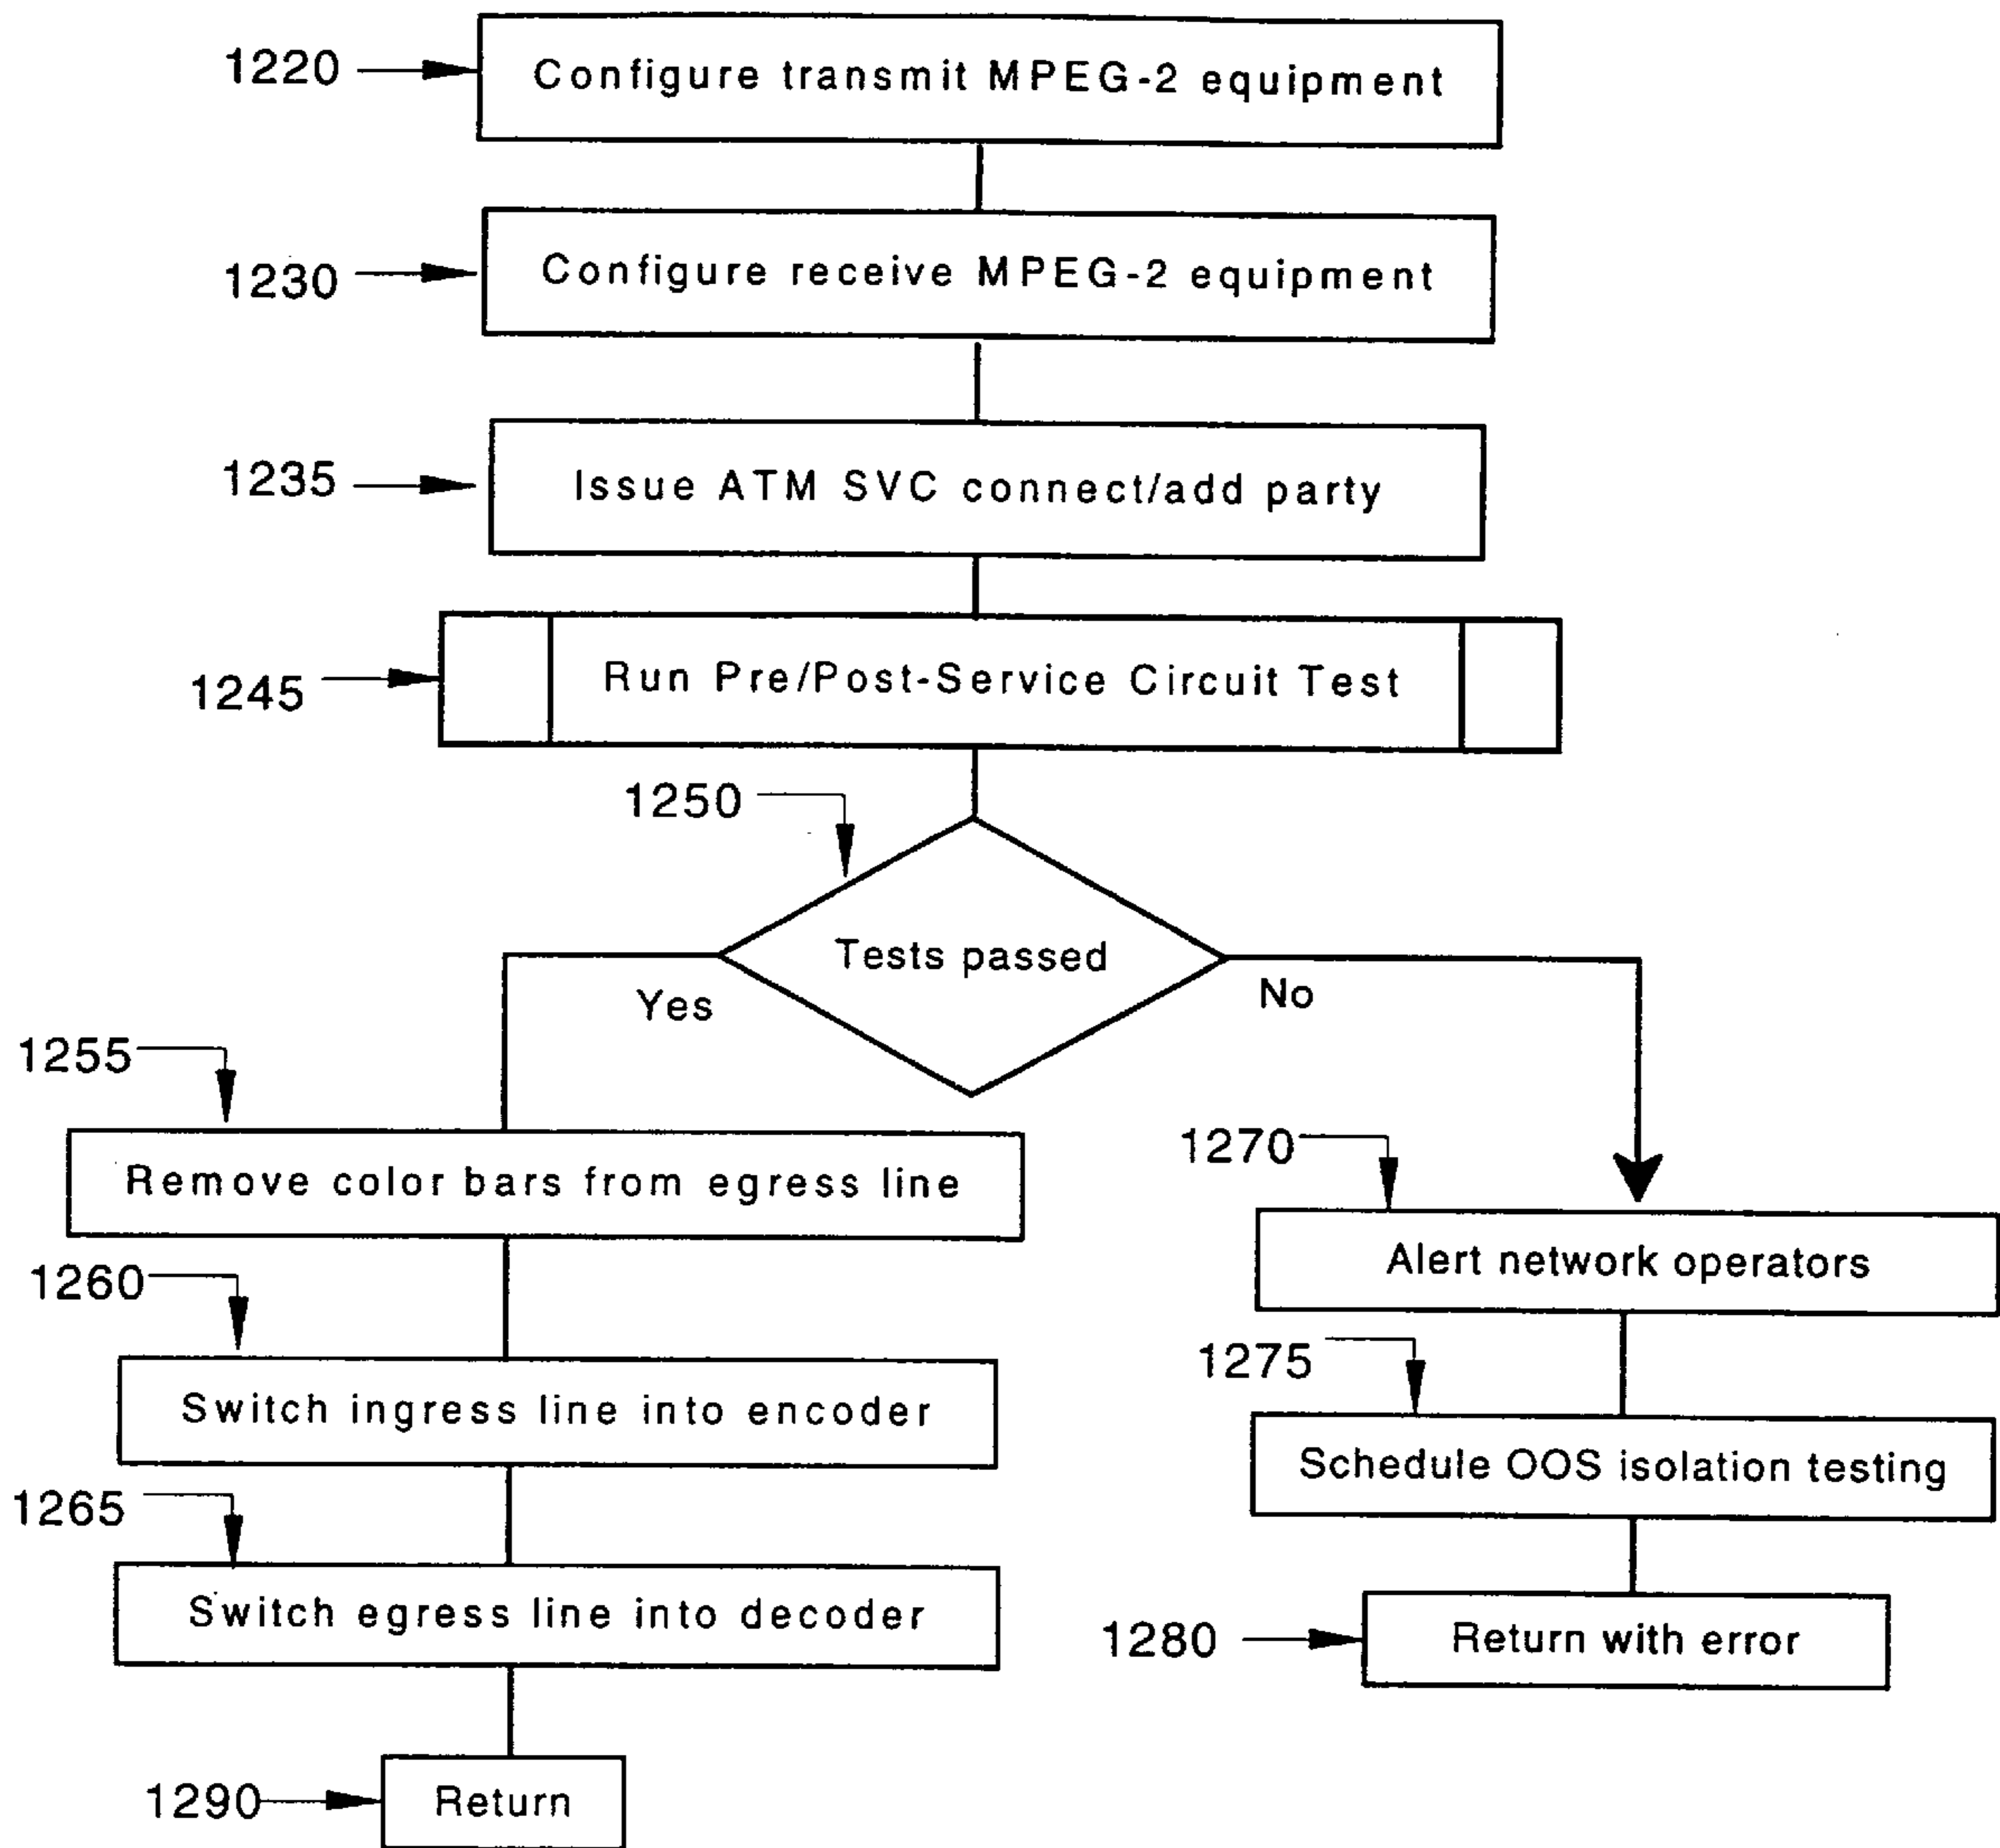 1220
Configure transmit MPEG-2 equipment
1230
Configure receive MPEG-2 equipment
1235
Issue ATM SVC connect/add party
1245
Run Pre/Post-Service Circuit Test
1250
Tests passed
Yes
No
1255
Remove color bars from egress line
1260
Switch ingress line into encoder
1265
Switch egress line into decoder
1290
Return
1270
Alert network operators
1275
Schedule OOS isolation testing
1280
Return with error